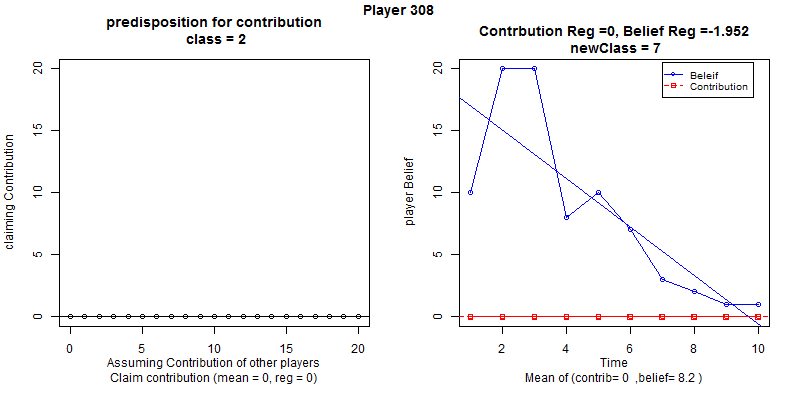 Player 308
predisposition for contribution
class = 2
claiming Contribution
20
15
10
5
0
0 5 10 15 20
Assuming Contribution of other players
Claim contribution (mean = 0, reg = 0)
Contrbution Reg =0, Belief Reg =-1.952
newClass = 7
Beleif
Contribution
player Belief
20
15
10
5
0
2 4 6 8 10
Time
Mean of (contrib= 0 ,belief= 8.2 )